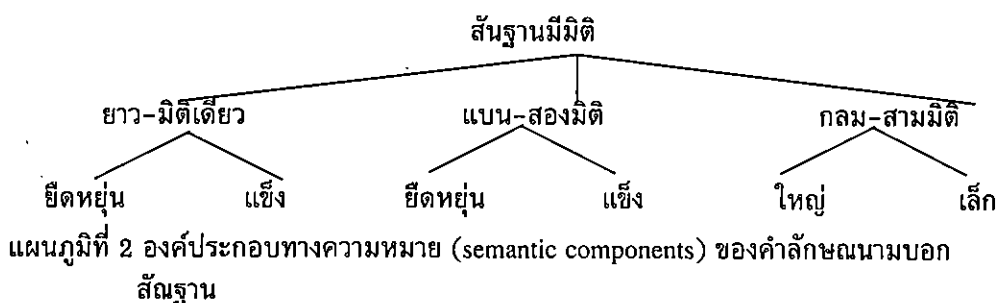 สันฐานมีมิติ
ยาว-มิติเดียว แบน-สองมิติ กลม-สามมิติ
ยืดหยุ่น แข็ง ยืดหยุ่น แข็ง ใหญ่ เล็ก
แผนภูมิที่ 2 องค์ประกอบทางความหมาย (semantic components) ของคำลักษณนามบอก
สัณฐาน